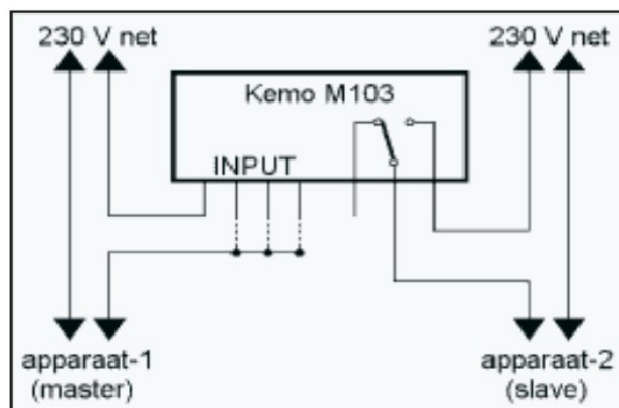 230 V net
230 V net
Kemo M103
INPUT
apparaat-1
(master)
apparaat-2
(slave)